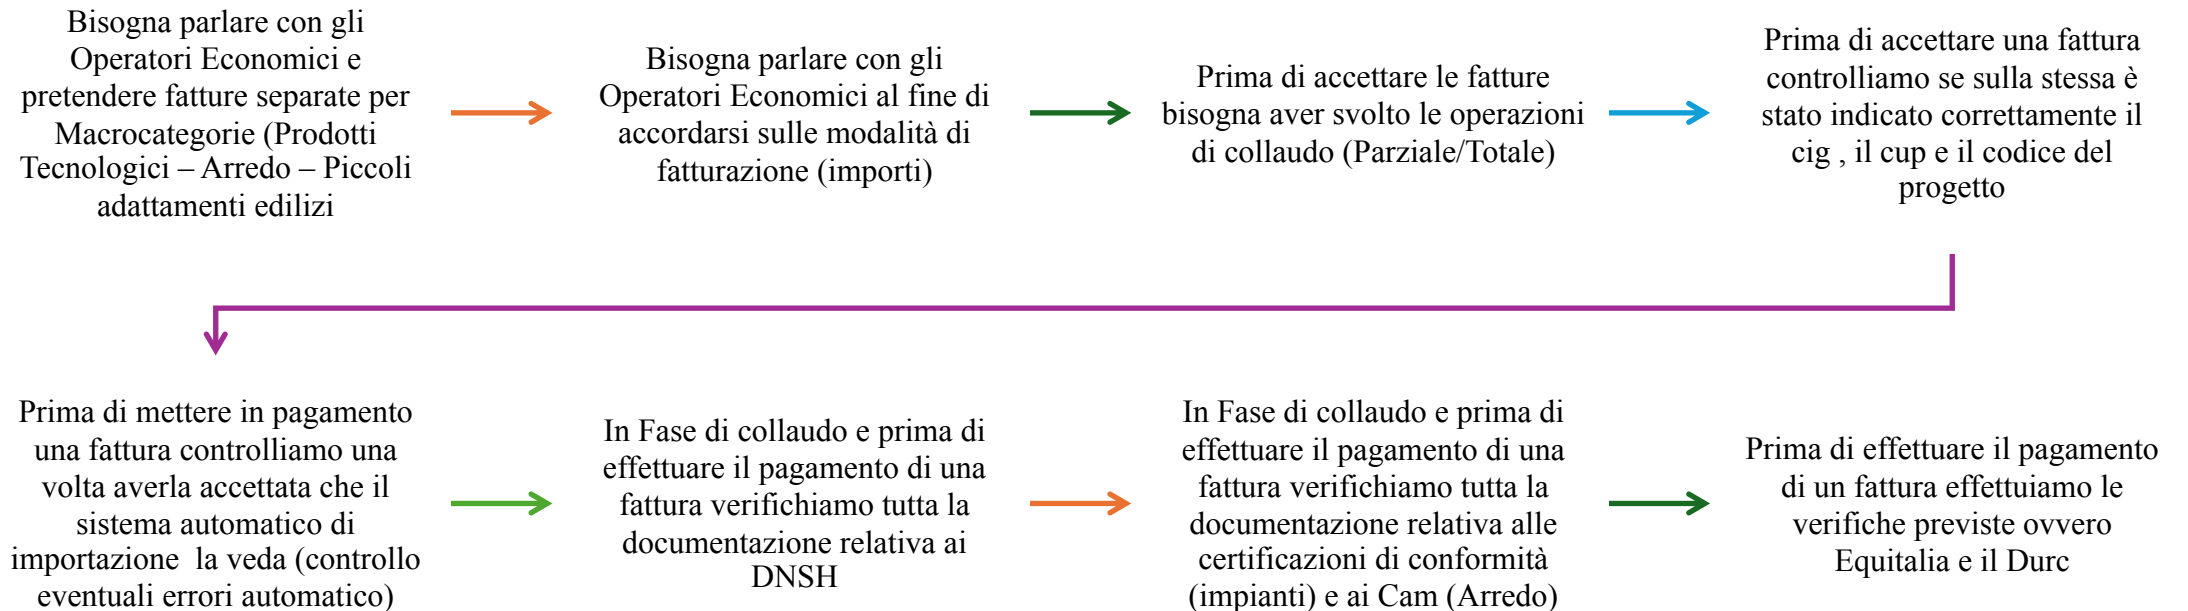 Bisogna parlare con gli
Operatori Economici e
pretendere fatture separate per
Macrocategorie (Prodotti
Tecnologici – Arredo – Piccoli
adattamenti edilizi
Bisogna parlare con gli
Operatori Economici al fine di
accordarsi sulle modalità di
fatturazione (importi)
Prima di accettare le fatture
bisogna aver svolto le operazioni
di collaudo (Parziale/Totale)
Prima di accettare una fattura
controlliamo se sulla stessa è
stato indicato correttamente il
cig , il cup e il codice del
progetto
Prima di mettere in pagamento
una fattura controlliamo una
volta averla accettata che il
sistema automatico di
importazione  la veda (controllo
eventuali errori automatico)
In Fase di collaudo e prima di
effettuare il pagamento di una
fattura verifichiamo tutta la
documentazione relativa ai
DNSH
In Fase di collaudo e prima di
effettuare il pagamento di una
fattura verifichiamo tutta la
documentazione relativa alle
certificazioni di conformità
(impianti) e ai Cam (Arredo)
Prima di effettuare il pagamento
di un fattura effettuiamo le
verifiche previste ovvero
Equitalia e il Durc